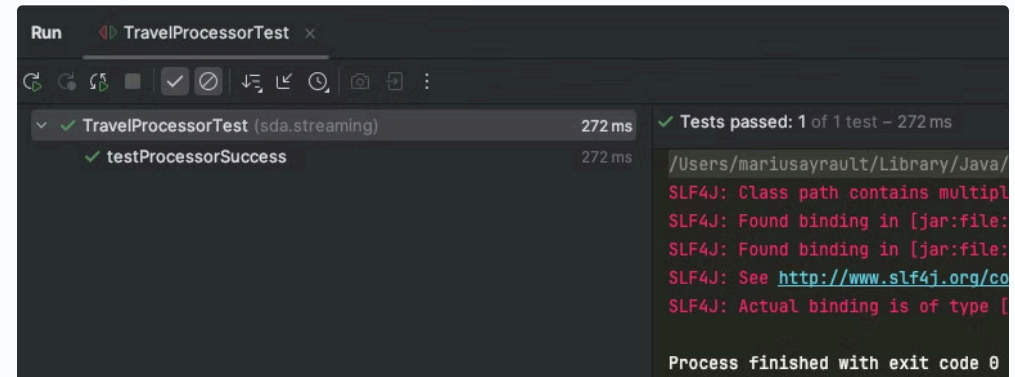 Run TravelProcessorTest
TravelProcessorTest (sda.streaming) 272 ms
testProcessorSuccess 272 ms
Tests passed: 1 of 1 test – 272 ms
/Users/mariusayrault/Library/Java/
SLF4J: Class path contains multipl
SLF4J: Found binding in [jar:file:
SLF4J: Found binding in [jar:file:
SLF4J: See http://www.slf4j.org/co
SLF4J: Actual binding is of type [
Process finished with exit code 0